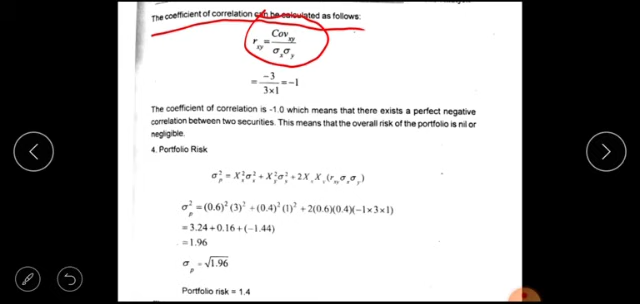 The coefficient of correlation can be calculated as follows:
r_xy = Cov_xy / σ_x σ_y
= -3 / 3×1 = -1
The coefficient of correlation is -1.0 which means that there exists a perfect negative
correlation between two securities. This means that the overall risk of the portfolio is nil or
negligible.
4. Portfolio Risk
σ²_p = X²_x σ²_x + X²_y σ²_y + 2X_x X_y (r_xy σ_x σ_y)
σ²_p = (0.6)² (3)² + (0.4)² (1)² + 2(0.6)(0.4)(-1×3×1)
= 3.24 + 0.16 + (-1.44)
= 1.96
σ_p = √1.96
Portfolio risk = 1.4